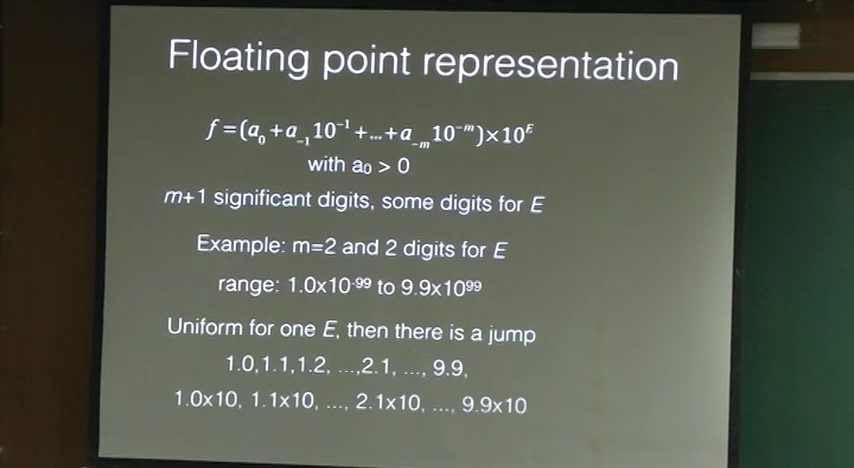 Floating point representation
f=(a₀+a₋₁10⁻¹+...+a₋ₘ10⁻ᵐ)×10ᴱ
with a₀ > 0
m+1 significant digits, some digits for E
Example: m=2 and 2 digits for E
range: 1.0x10⁻⁹⁹ to 9.9x10⁹⁹
Uniform for one E, then there is a jump
1.0,1.1,1.2, ...,2.1, ..., 9.9,
1.0x10, 1.1x10, ..., 2.1x10, ..., 9.9x10